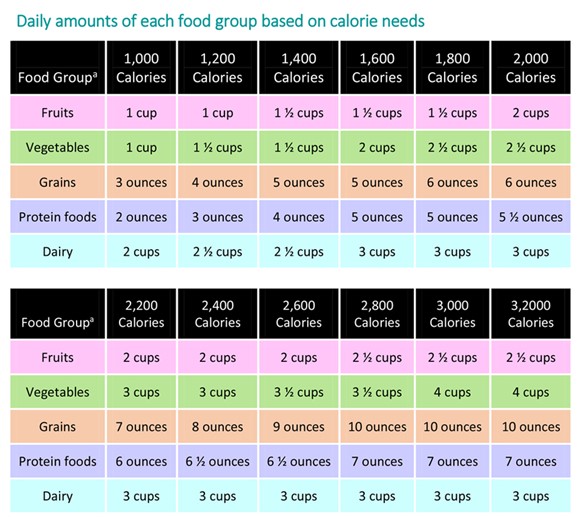 Daily amounts of each food group based on calorie needs
Food Groupᵃ 1,000 Calories 1,200 Calories 1,400 Calories 1,600 Calories 1,800 Calories 2,000 Calories
Fruits 1 cup 1 cup 1 ½ cups 1 ½ cups 1 ½ cups 2 cups
Vegetables 1 cup 1 ½ cups 1 ½ cups 2 cups 2 ½ cups 2 ½ cups
Grains 3 ounces 4 ounces 5 ounces 5 ounces 6 ounces 6 ounces
Protein foods 2 ounces 3 ounces 4 ounces 5 ounces 5 ounces 5 ½ ounces
Dairy 2 cups 2 ½ cups 2 ½ cups 3 cups 3 cups 3 cups
Food Groupᵃ 2,200 Calories 2,400 Calories 2,600 Calories 2,800 Calories 3,000 Calories 3,2000 Calories
Fruits 2 cups 2 cups 2 cups 2 ½ cups 2 ½ cups 2 ½ cups
Vegetables 3 cups 3 cups 3 ½ cups 3 ½ cups 4 cups 4 cups
Grains 7 ounces 8 ounces 9 ounces 10 ounces 10 ounces 10 ounces
Protein foods 6 ounces 6 ½ ounces 6 ½ ounces 7 ounces 7 ounces 7 ounces
Dairy 3 cups 3 cups 3 cups 3 cups 3 cups 3 cups